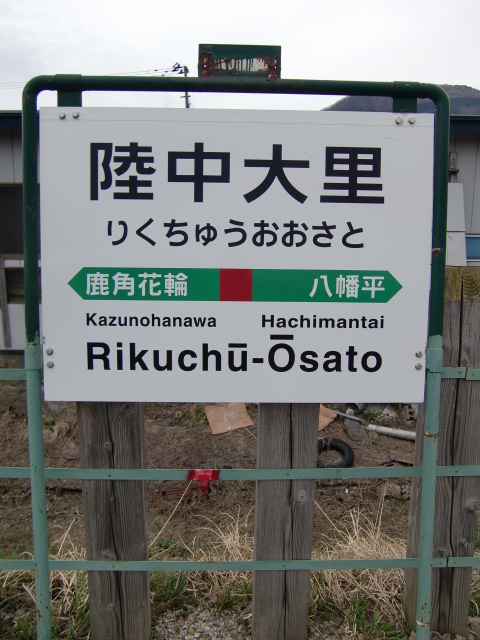 陸中大里
りくちゅうおおさと
鹿角花輪 八幡平
Kazunohanawa Hachimantai
Rikuchū-Ōsato